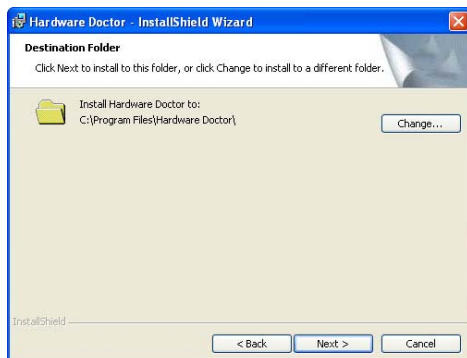 Hardware Doctor - InstallShield Wizard
Destination Folder
Click Next to install to this folder, or click Change to install to a different folder.
Install Hardware Doctor to:
C:\Program Files\Hardware Doctor\
Change...
InstallShield
< Back
Next >
Cancel